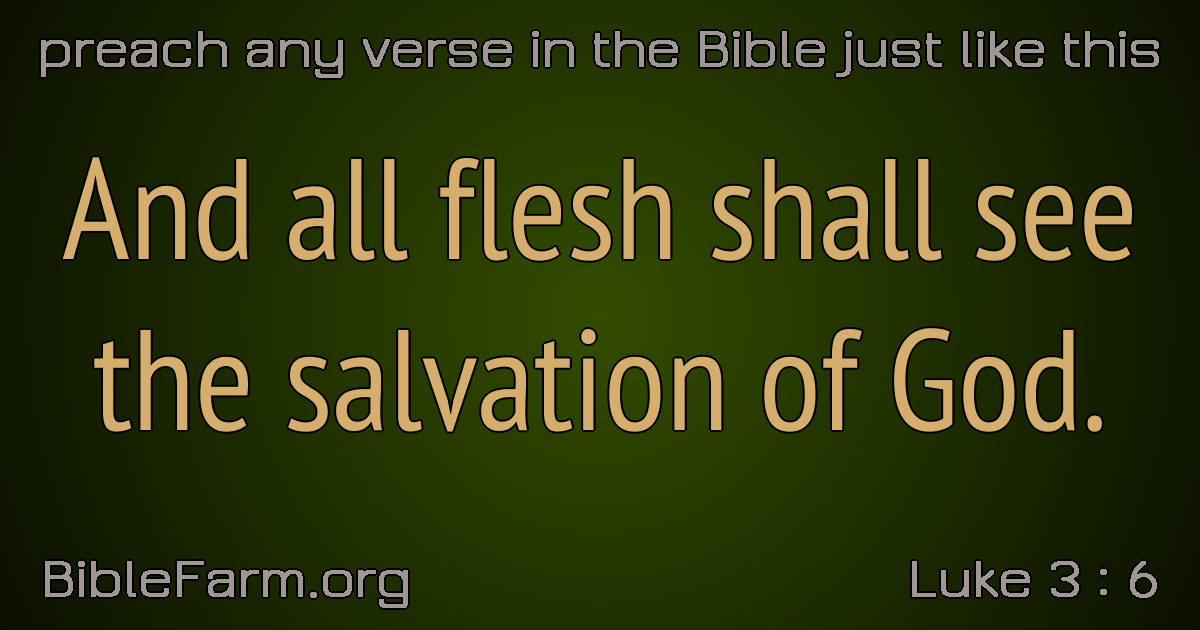 preach any verse in the Bible just like this
And all flesh shall see
the salvation of God.
BibleFarm.org
Luke 3 : 6